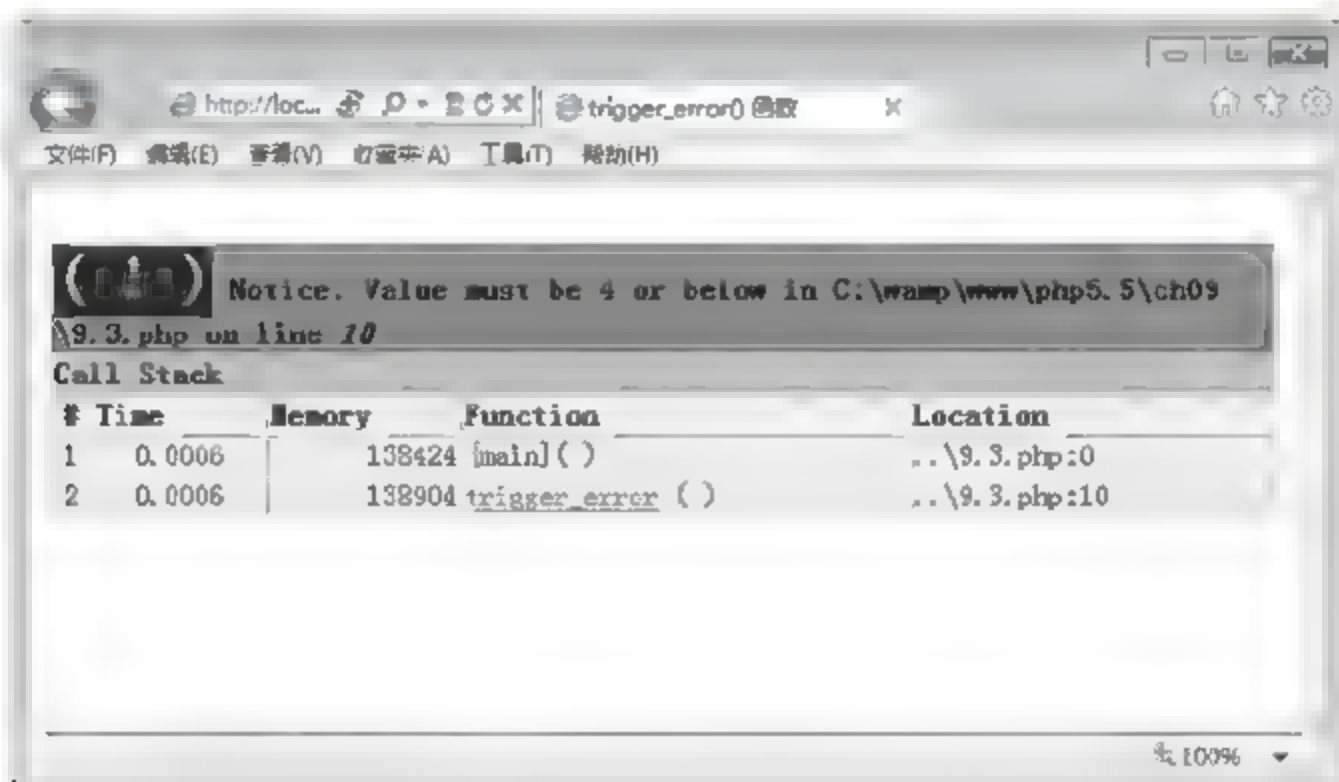 http://loc... trigger_error() 函数
文件(F) 编辑(E) 查看(V) 收藏夹(A) 工具(T) 帮助(H)
( ! ) Notice. Value must be 4 or below in C:\wamp\www\php5.5\ch09
\9.3.php on line 10
Call Stack
# Time Memory Function Location
1 0.0006 138424 {main}( ) ..\9.3.php:0
2 0.0006 138904 trigger_error ( ) ..\9.3.php:10
100%